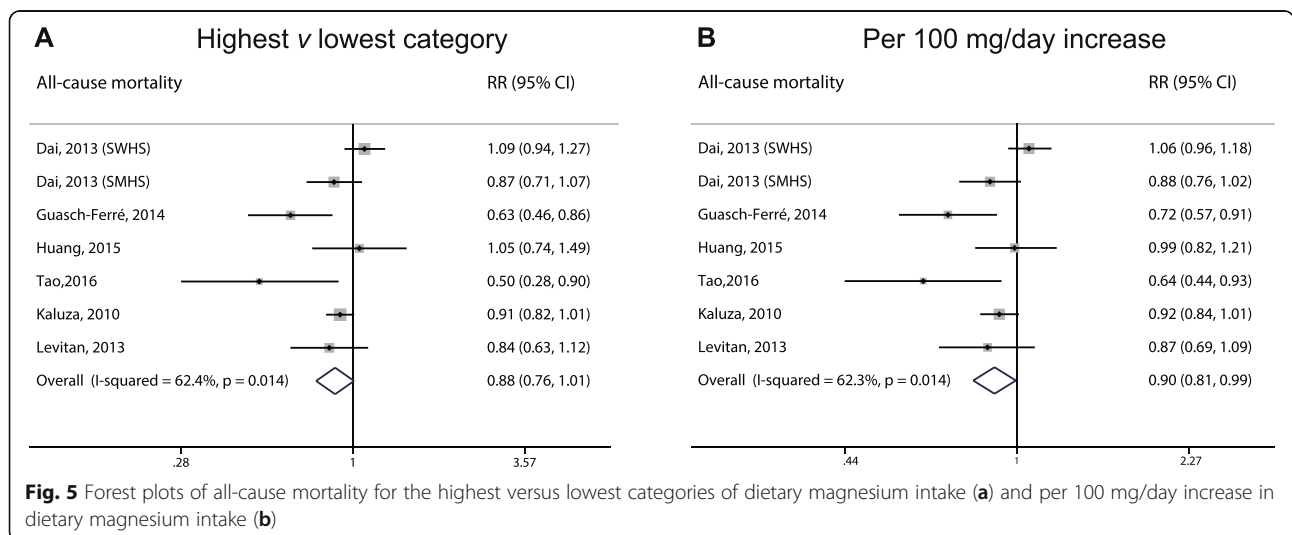 A Highest v lowest category
All-cause mortality RR (95% CI)
Dai, 2013 (SWHS) 1.09 (0.94, 1.27)
Dai, 2013 (SMHS) 0.87 (0.71, 1.07)
Guasch-Ferré, 2014 0.63 (0.46, 0.86)
Huang, 2015 1.05 (0.74, 1.49)
Tao,2016 0.50 (0.28, 0.90)
Kaluza, 2010 0.91 (0.82, 1.01)
Levitan, 2013 0.84 (0.63, 1.12)
Overall (I-squared = 62.4%, p = 0.014) 0.88 (0.76, 1.01)
.28 1 3.57
B Per 100 mg/day increase
All-cause mortality RR (95% CI)
Dai, 2013 (SWHS) 1.06 (0.96, 1.18)
Dai, 2013 (SMHS) 0.88 (0.76, 1.02)
Guasch-Ferré, 2014 0.72 (0.57, 0.91)
Huang, 2015 0.99 (0.82, 1.21)
Tao,2016 0.64 (0.44, 0.93)
Kaluza, 2010 0.92 (0.84, 1.01)
Levitan, 2013 0.87 (0.69, 1.09)
Overall (I-squared = 62.3%, p = 0.014) 0.90 (0.81, 0.99)
.44 1 2.27
Fig. 5 Forest plots of all-cause mortality for the highest versus lowest categories of dietary magnesium intake (a) and per 100 mg/day increase in
dietary magnesium intake (b)